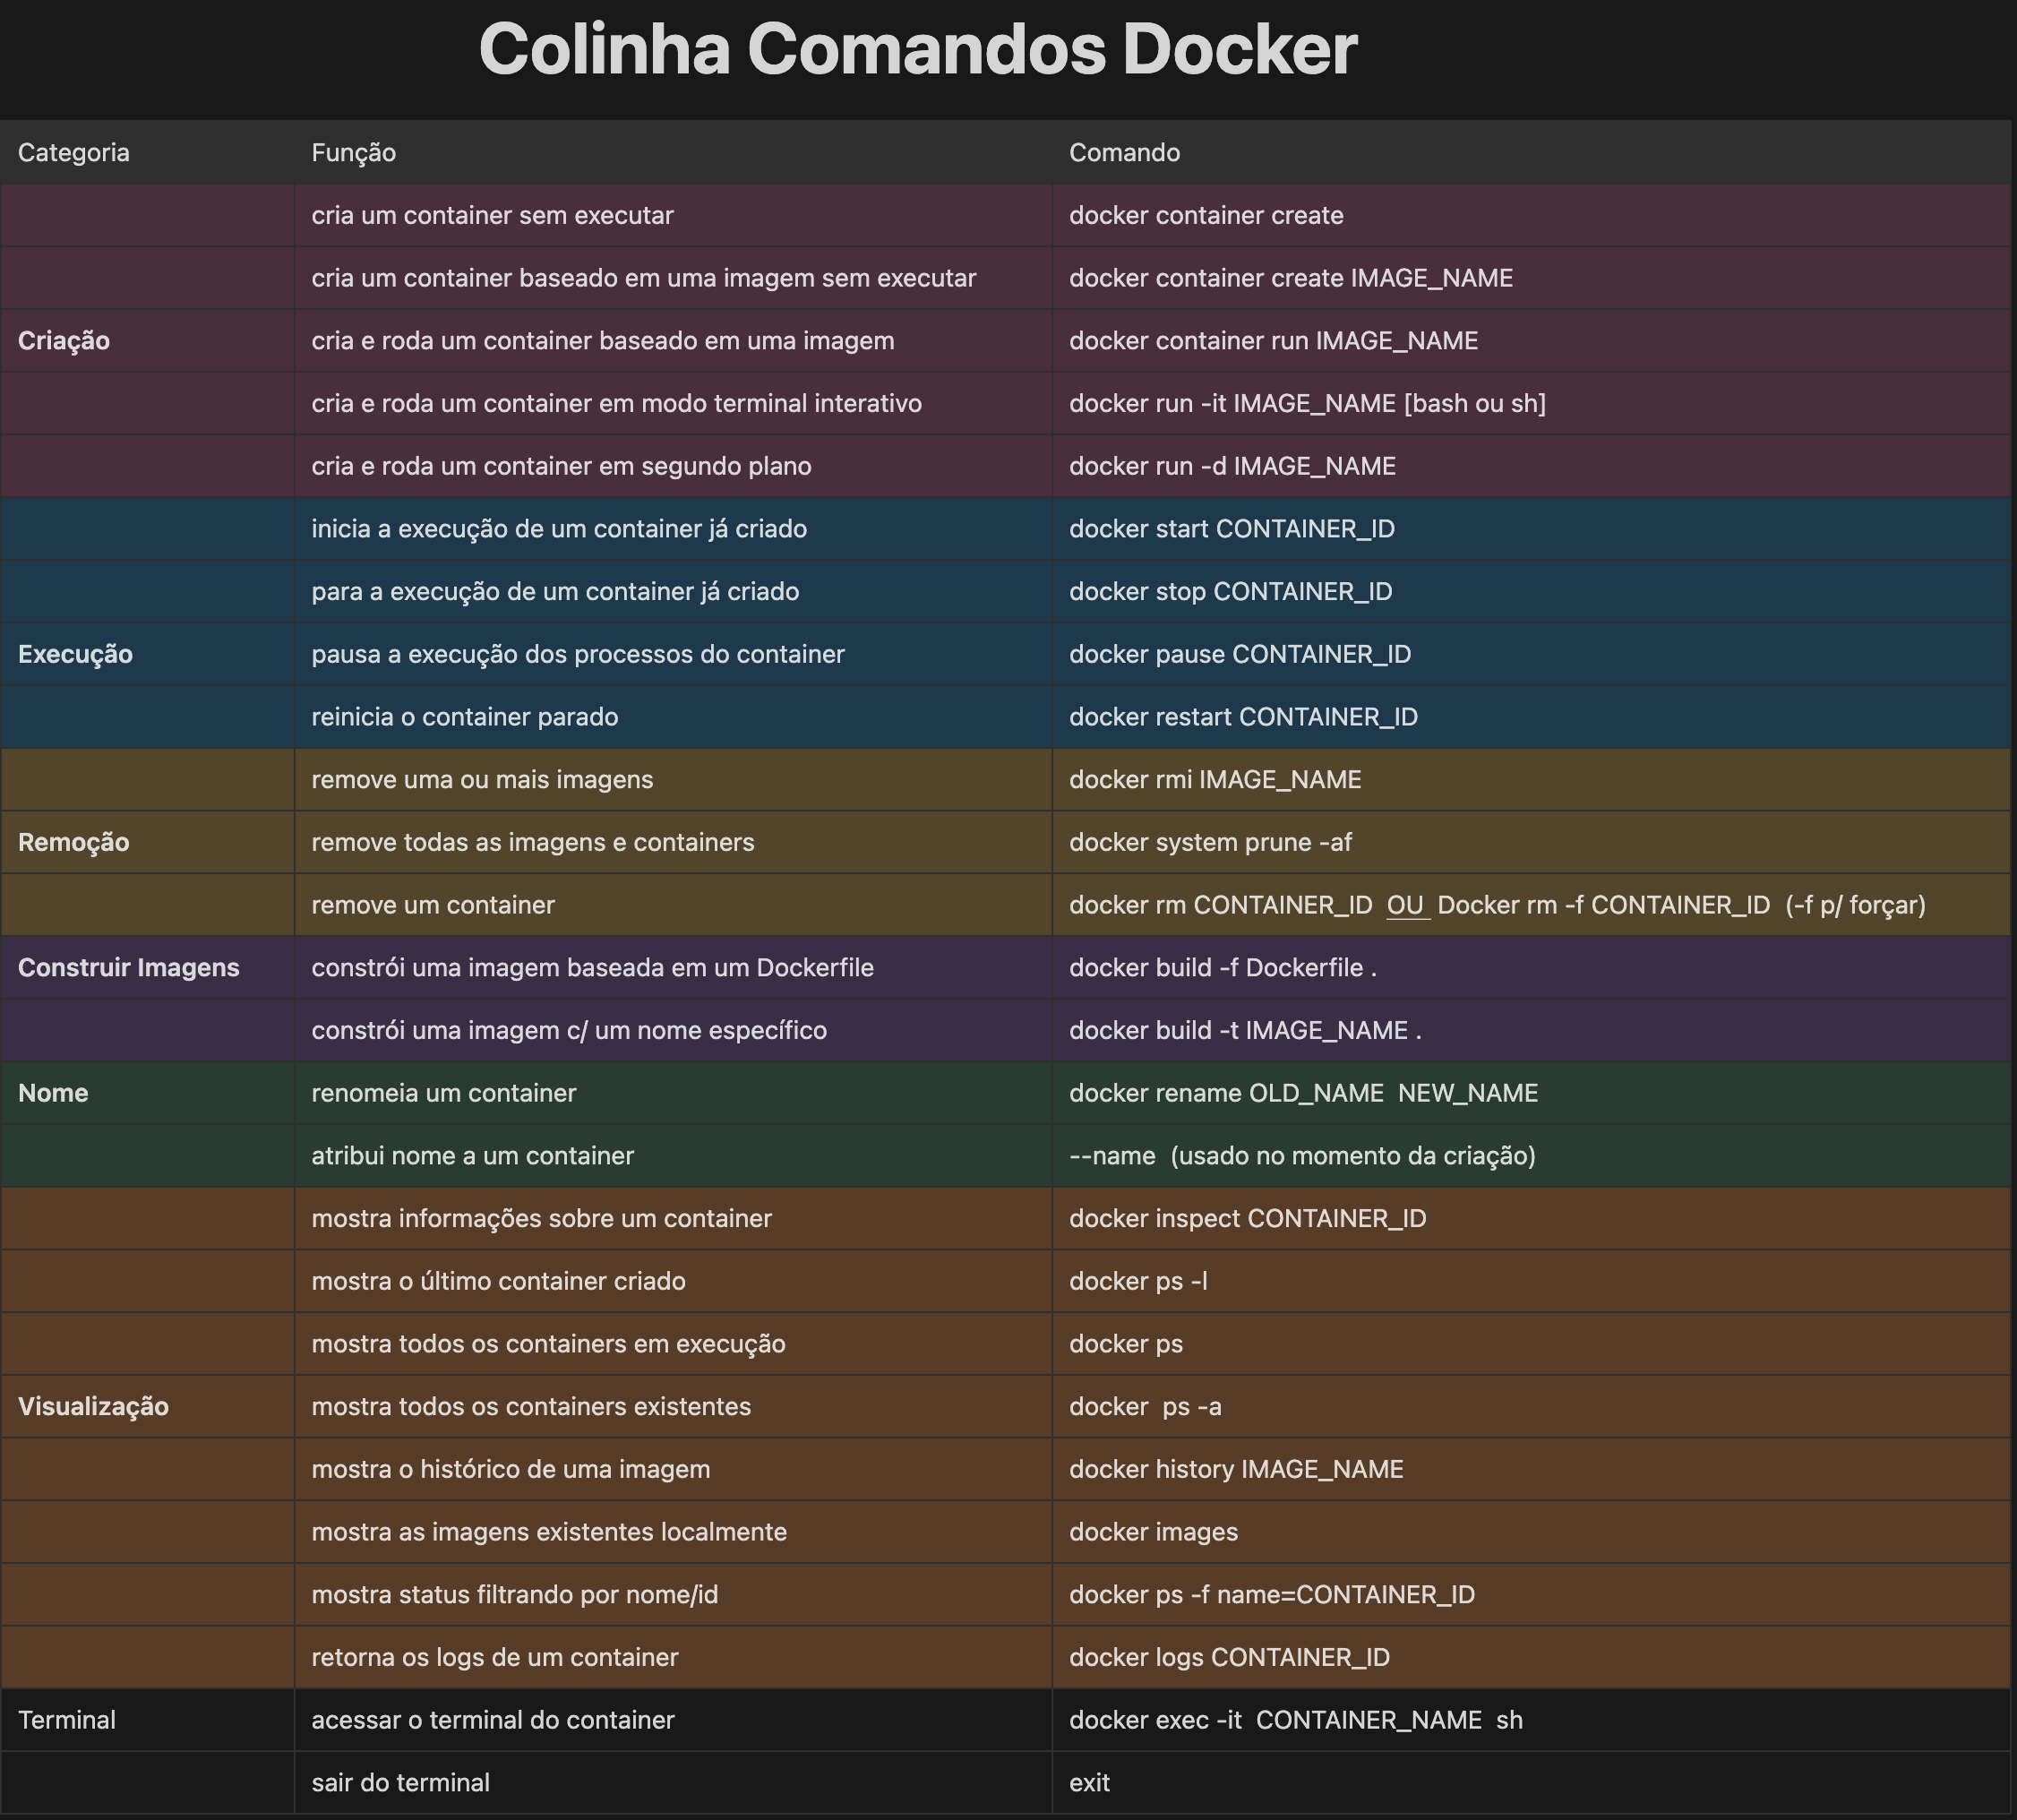 Colinha Comandos Docker
Categoria Função Comando
cria um container sem executar docker container create
cria um container baseado em uma imagem sem executar docker container create IMAGE_NAME
Criação cria e roda um container baseado em uma imagem docker container run IMAGE_NAME
cria e roda um container em modo terminal interativo docker run -it IMAGE_NAME [bash ou sh]
cria e roda um container em segundo plano docker run -d IMAGE_NAME
inicia a execução de um container já criado docker start CONTAINER_ID
para a execução de um container já criado docker stop CONTAINER_ID
Execução pausa a execução dos processos do container docker pause CONTAINER_ID
reinicia o container parado docker restart CONTAINER_ID
remove uma ou mais imagens docker rmi IMAGE_NAME
Remoção remove todas as imagens e containers docker system prune -af
remove um container docker rm CONTAINER_ID OU Docker rm -f CONTAINER_ID (-f p/ forçar)
Construir Imagens constrói uma imagem baseada em um Dockerfile docker build -f Dockerfile .
constrói uma imagem c/ um nome específico docker build -t IMAGE_NAME .
Nome renomeia um container docker rename OLD_NAME NEW_NAME
atribui nome a um container --name (usado no momento da criação)
mostra informações sobre um container docker inspect CONTAINER_ID
mostra o último container criado docker ps -l
mostra todos os containers em execução docker ps
Visualização mostra todos os containers existentes docker ps -a
mostra o histórico de uma imagem docker history IMAGE_NAME
mostra as imagens existentes localmente docker images
mostra status filtrando por nome/id docker ps -f name=CONTAINER_ID
retorna os logs de um container docker logs CONTAINER_ID
Terminal acessar o terminal do container docker exec -it CONTAINER_NAME sh
sair do terminal exit